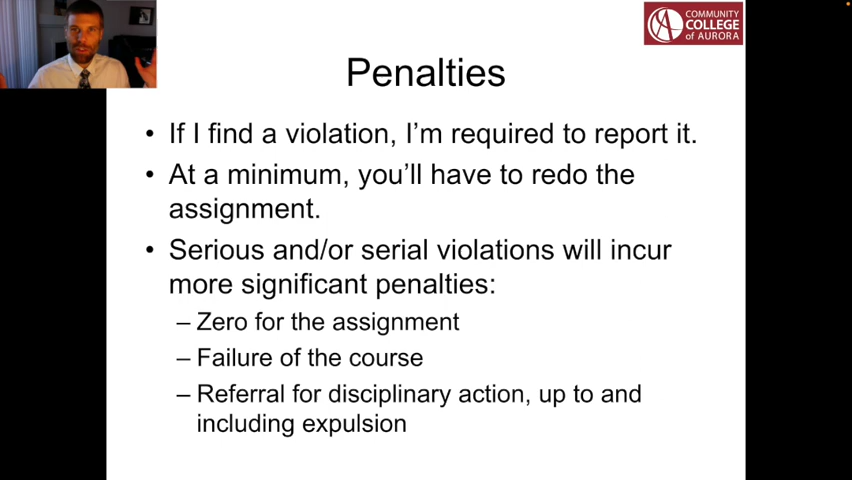 COMMUNITY
COLLEGE
of AURORA
Penalties
• If I find a violation, I'm required to report it.
• At a minimum, you'll have to redo the
assignment.
• Serious and/or serial violations will incur
more significant penalties:
– Zero for the assignment
– Failure of the course
– Referral for disciplinary action, up to and
including expulsion